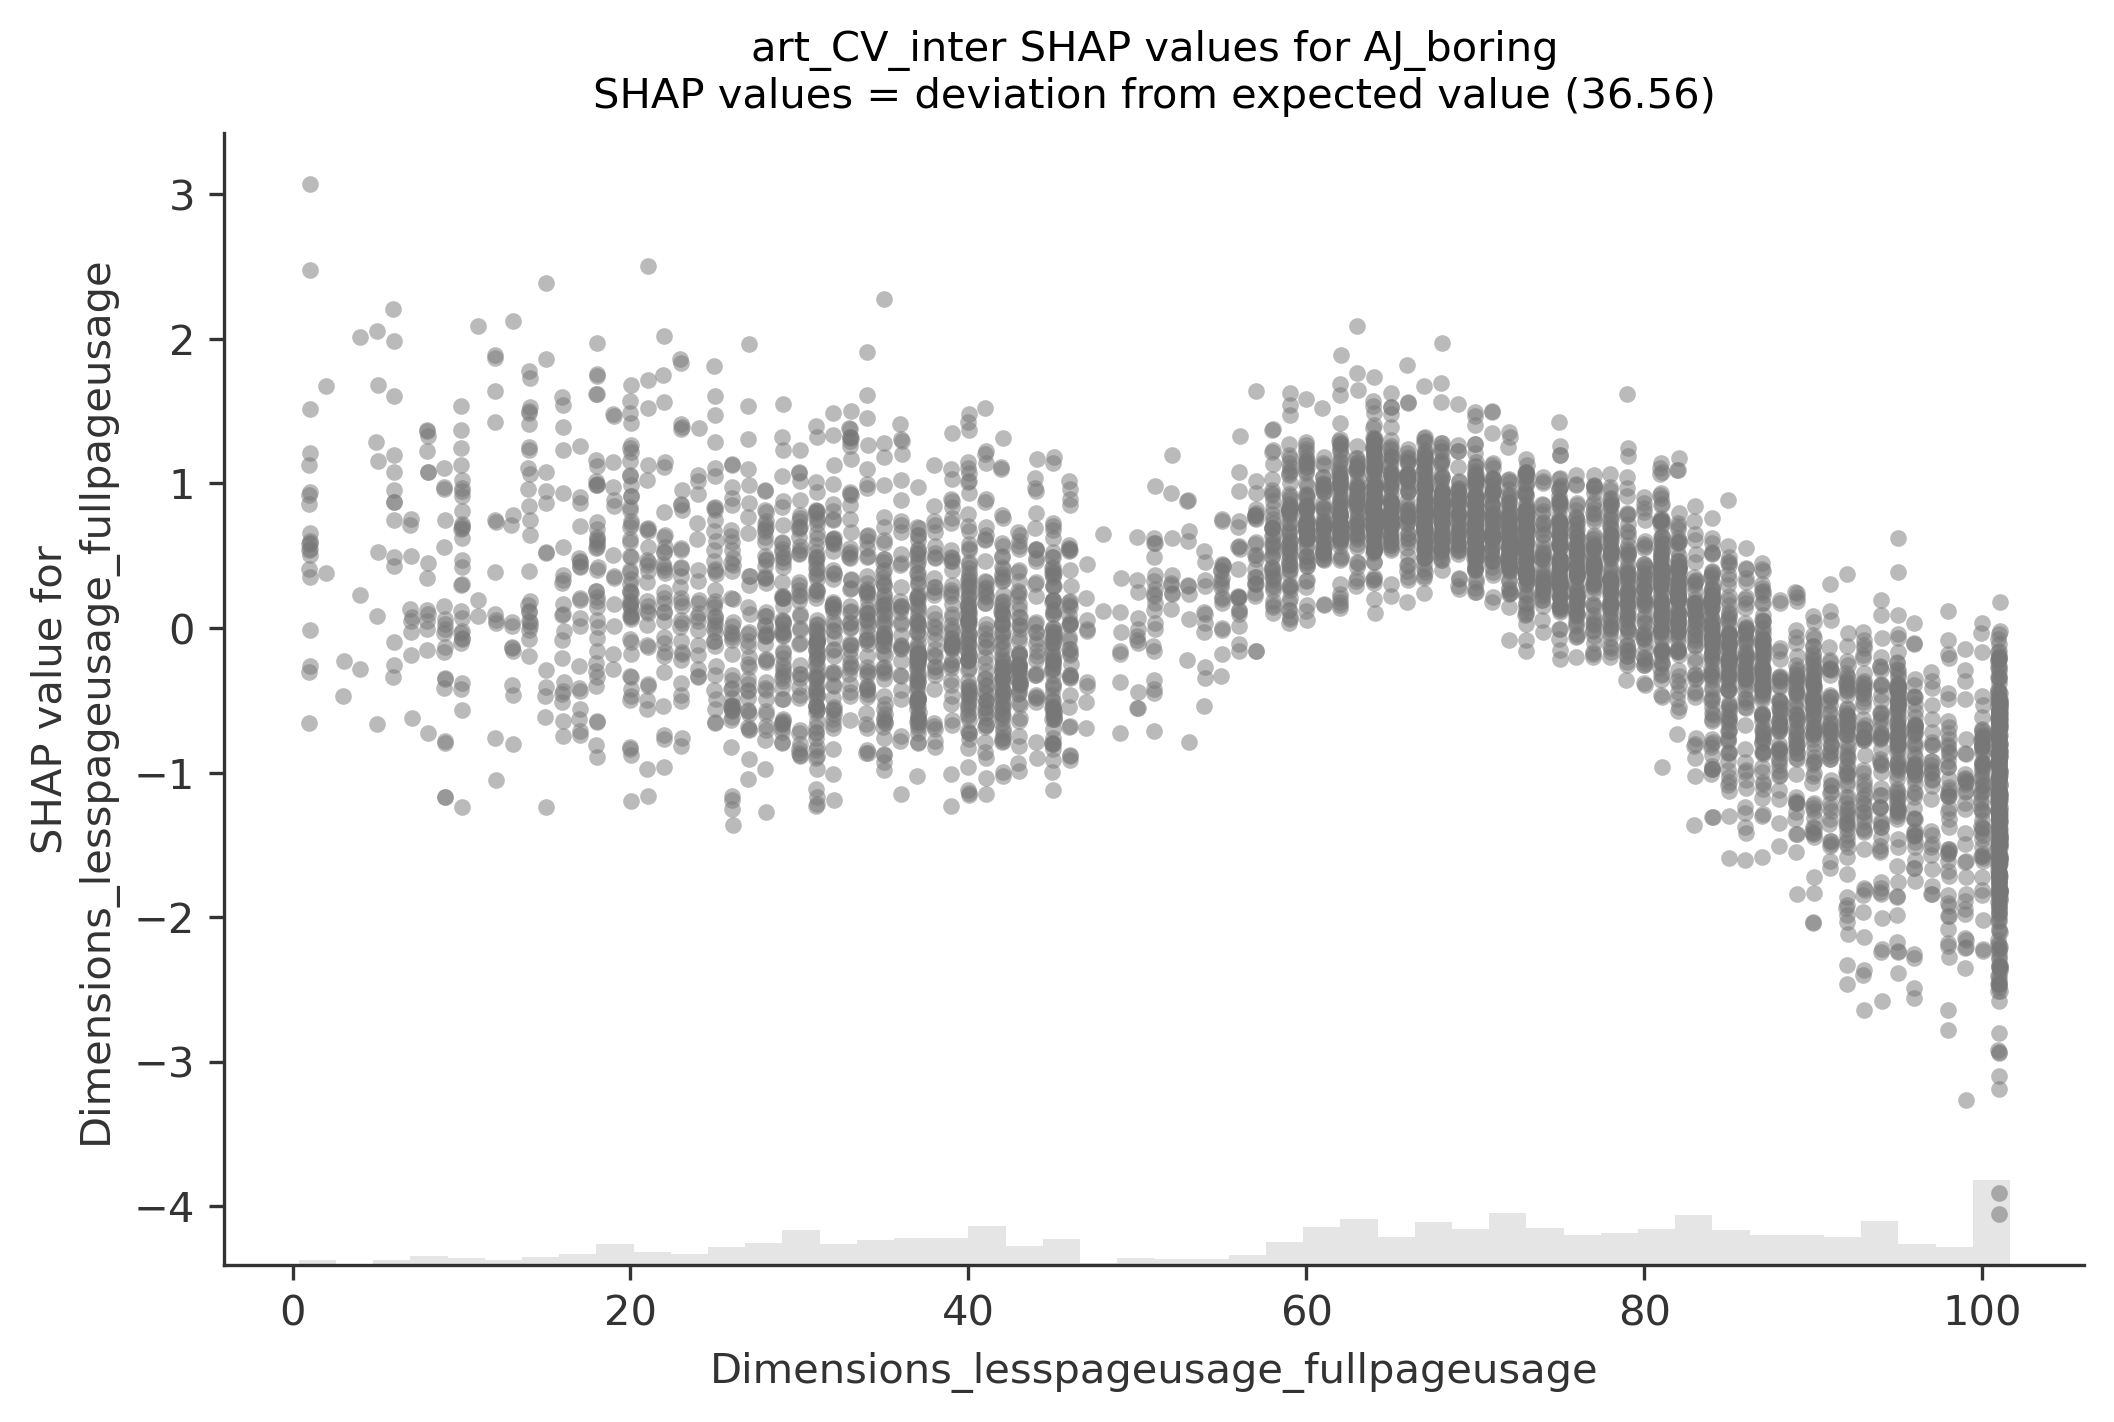 art_CV_inter SHAP values for AJ_boring
SHAP values = deviation from expected value (36.56)
SHAP value for
Dimensions_lesspageusage_fullpageusage
3
2
1
0
−1
−2
−3
−4
0
20
40
60
80
100
Dimensions_lesspageusage_fullpageusage